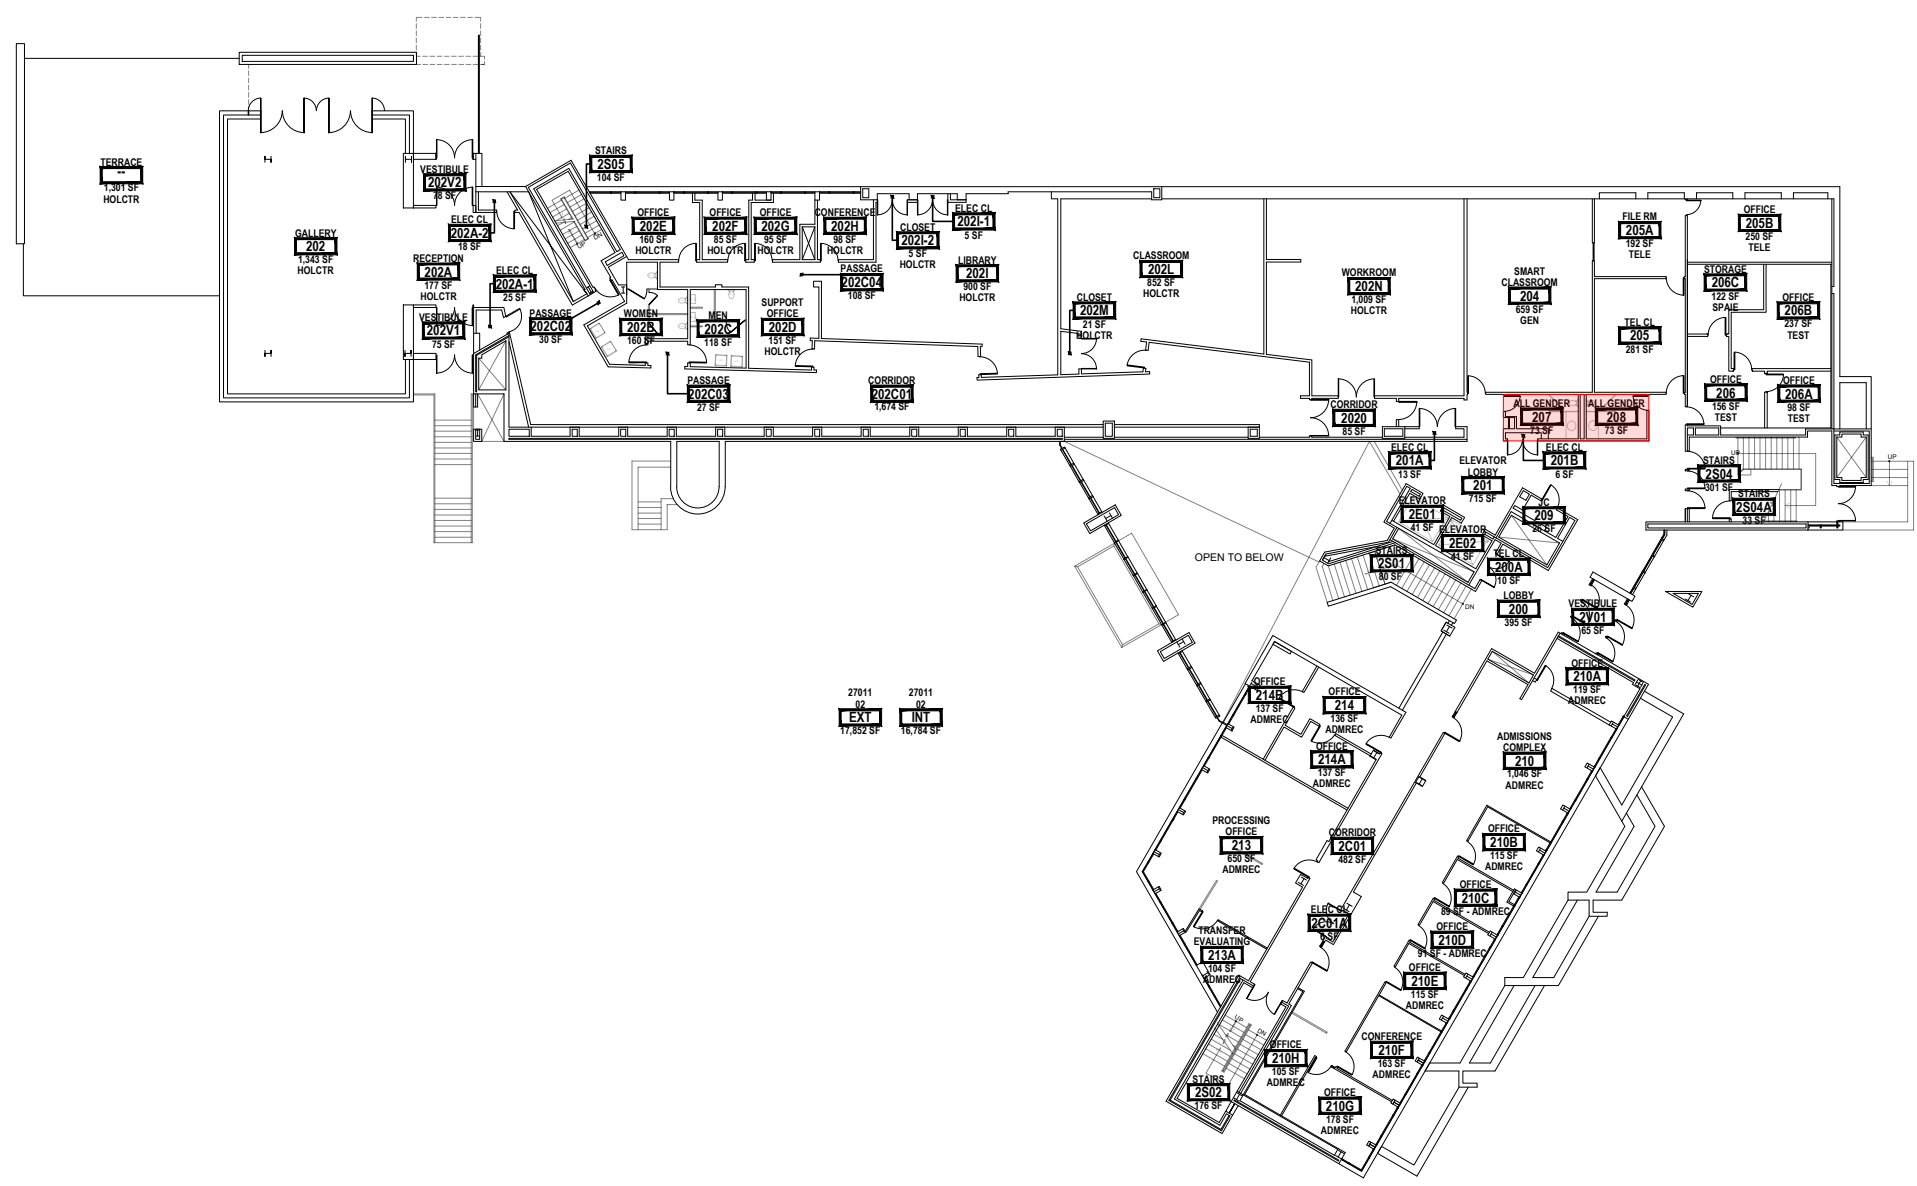 TERRACE
""
1,301 SF
HOLCTR
GALLERY
202
1,343 SF
HOLCTR
VESTIBULE
202V2
78 SF
ELEC CL
202A-2
18 SF
RECEPTION
202A
177 SF
HOLCTR
ELEC CL
202A-1
25 SF
VESTIBULE
202V1
75 SF
STAIRS
2S05
104 SF
UP
DN
PASSAGE
202C02
30 SF
OFFICE
202E
160 SF
HOLCTR
OFFICE
202F
85 SF
HOLCTR
OFFICE
202G
95 SF
HOLCTR
CONFERENCE
202H
98 SF
HOLCTR
CLOSET
202I-2
5 SF
HOLCTR
ELEC CL
202I-1
5 SF
PASSAGE
202C04
108 SF
LIBRARY
202I
900 SF
HOLCTR
WOMEN
202B
160 SF
MEN
202C
118 SF
SUPPORT
OFFICE
202D
151 SF
HOLCTR
PASSAGE
202C03
27 SF
CORRIDOR
202C01
1,674 SF
CLOSET
202M
21 SF
HOLCTR
CLASSROOM
202L
852 SF
HOLCTR
WORKROOM
202N
1,009 SF
HOLCTR
SMART
CLASSROOM
204
659 SF
GEN
FILE RM
205A
192 SF
TELE
OFFICE
205B
250 SF
TELE
TEL CL
205
281 SF
STORAGE
206C
122 SF
SPAIE
OFFICE
206B
237 SF
TEST
OFFICE
206
156 SF
TEST
OFFICE
206A
98 SF
TEST
CORRIDOR
2020
85 SF
ALL GENDER
207
73 SF
ALL GENDER
208
73 SF
ELEC CL
201A
13 SF
ELEVATOR
LOBBY
201
715 SF
ELEC CL
201B
6 SF
STAIRS
2S04
301 SF
UP
STAIRS
2S04A
33 SF
UP
ELEVATOR
2E01
41 SF
ELEVATOR
2E02
41 SF
JC
209
26 SF
STAIRS
2S01
80 SF
DN
TEL CL
200A
10 SF
OPEN TO BELOW
LOBBY
200
395 SF
VESTIBULE
2V01
65 SF
27011
02
EXT
17,852 SF
27011
02
INT
16,784 SF
OFFICE
214B
137 SF
ADMREC
OFFICE
214
136 SF
ADMREC
OFFICE
214A
137 SF
ADMREC
OFFICE
210A
119 SF
ADMREC
ADMISSIONS
COMPLEX
210
1,046 SF
ADMREC
PROCESSING
OFFICE
213
650 SF
ADMREC
CORRIDOR
2C01
482 SF
OFFICE
210B
115 SF
ADMREC
OFFICE
210C
89 SF - ADMREC
ELEC CL
2C01A
SF
OFFICE
210D
91 SF - ADMREC
TRANSFER
EVALUATING
213A
104 SF
ADMREC
OFFICE
210E
115 SF
ADMREC
UP
DN
CONFERENCE
210F
163 SF
ADMREC
OFFICE
210H
105 SF
ADMREC
STAIRS
2S02
176 SF
OFFICE
210G
178 SF
ADMREC